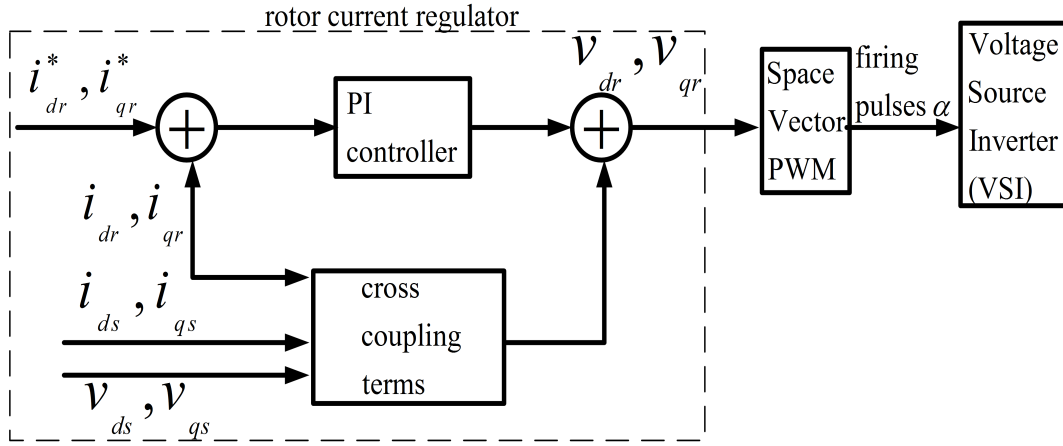 rotor current regulator
i*dr, i*qr
PI
controller
vdr, vqr
Space
Vector
PWM
firing
pulses α
Voltage
Source
Inverter
(VSI)
idr, iqr
ids, iqs
vds, vqs
cross
coupling
terms